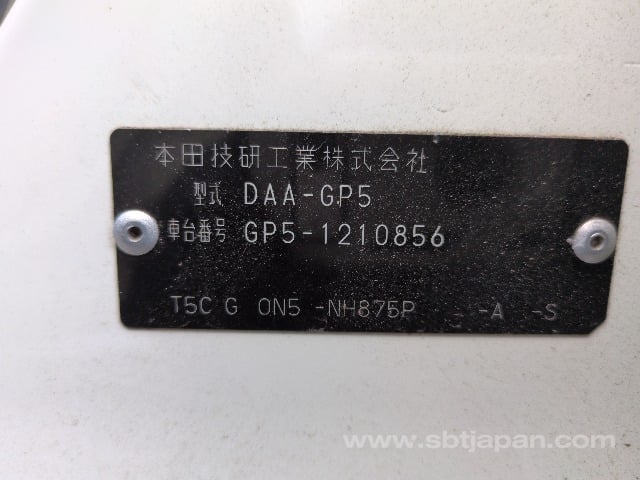 本田技研工業株式会社
型式 DAA-GP5
車台番号 GP5-1210856
T5C G ON5 -NH875P -A -S
www.sbtjapan.com